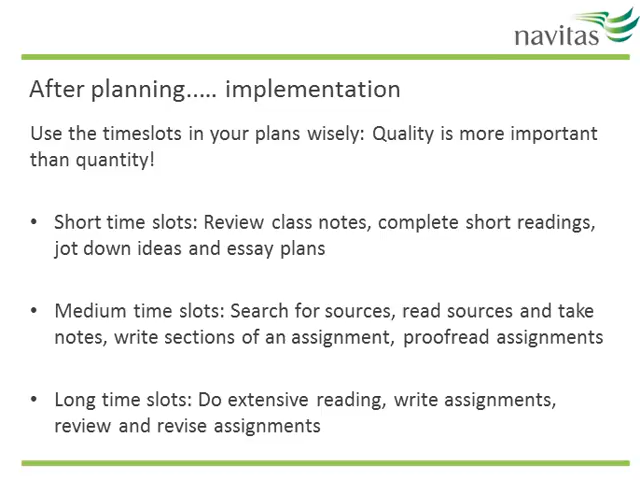 navitas
After planning..... implementation
Use the timeslots in your plans wisely: Quality is more important
than quantity!
• Short time slots: Review class notes, complete short readings,
jot down ideas and essay plans
• Medium time slots: Search for sources, read sources and take
notes, write sections of an assignment, proofread assignments
• Long time slots: Do extensive reading, write assignments,
review and revise assignments